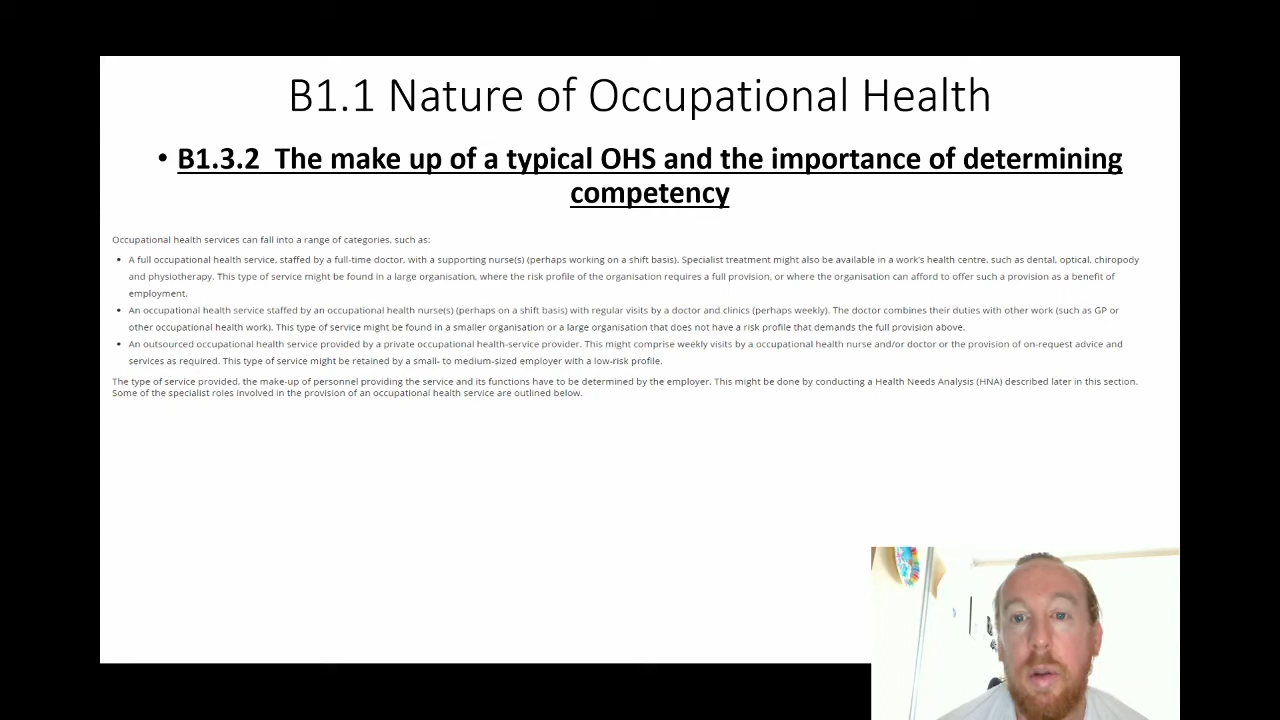 B1.1 Nature of Occupational Health
• B1.3.2 The make up of a typical OHS and the importance of determining
competency
Occupational health services can fall into a range of categories, such as:
• A full occupational health service, staffed by a full-time doctor, with a supporting nurse(s) (perhaps working on a shift basis). Specialist treatment might also be available in a work's health centre, such as dental, optical, chiropody
and physiotherapy. This type of service might be found in a large organisation, where the risk profile of the organisation requires a full provision, or where the organisation can afford to offer such a provision as a benefit of
employment.
• An occupational health service staffed by an occupational health nurse(s) (perhaps on a shift basis) with regular visits by a doctor and clinics (perhaps weekly). The doctor combines their duties with other work (such as GP or
other occupational health work). This type of service might be found in a smaller organisation or a large organisation that does not have a risk profile that demands the full provision above.
• An outsourced occupational health service provided by a private occupational health-service provider. This might comprise weekly visits by a occupational health nurse and/or doctor or the provision of on-request advice and
services as required. This type of service might be retained by a small- to medium-sized employer with a low-risk profile.
The type of service provided, the make-up of personnel providing the service and its functions have to be determined by the employer. This might be done by conducting a Health Needs Analysis (HNA) described later in this section.
Some of the specialist roles involved in the provision of an occupational health service are outlined below.